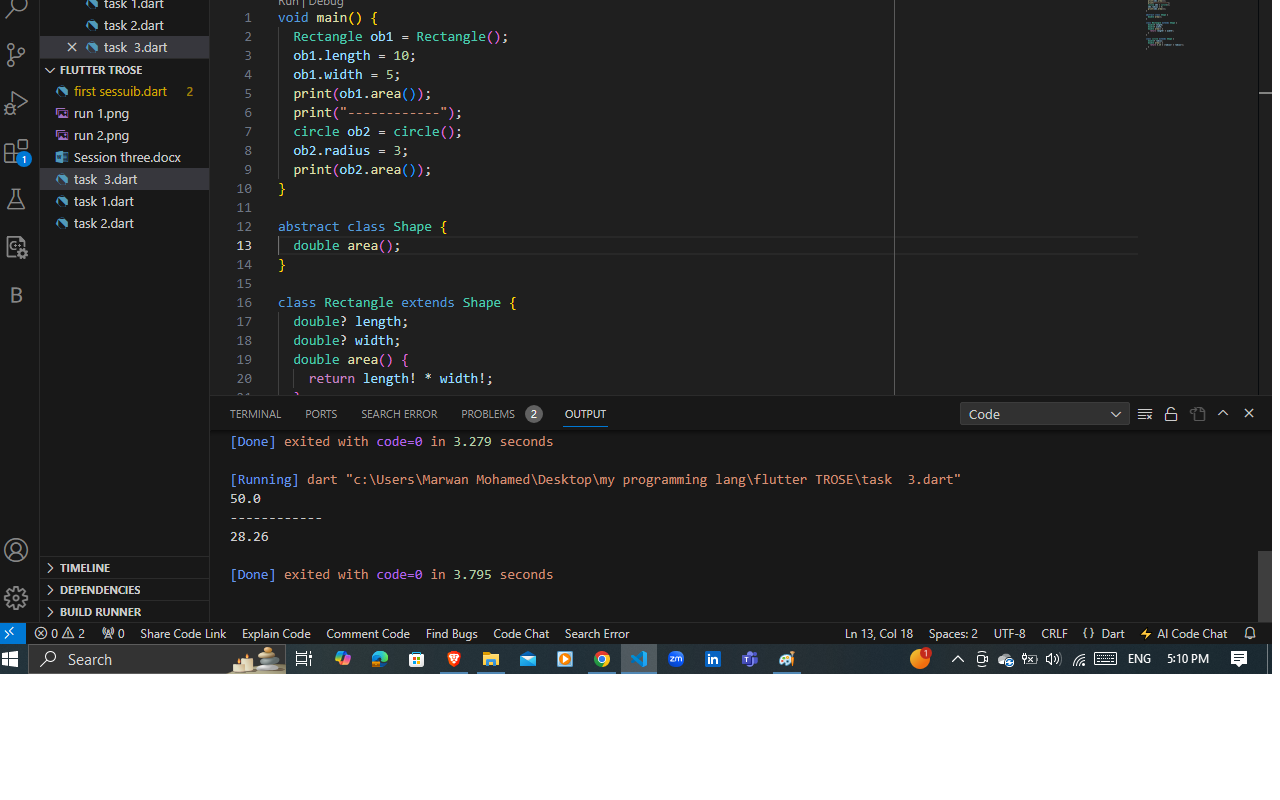 task 1.dart
task 2.dart
task  3.dart
FLUTTER TROSE
first sessuib.dart 2
run 1.png
run 2.png
Session three.docx
task  3.dart
task 1.dart
task 2.dart
TIMELINE
DEPENDENCIES
BUILD RUNNER
1
B
Run | Debug
1 void main() {
2   Rectangle ob1 = Rectangle();
3   ob1.length = 10;
4   ob1.width = 5;
5   print(ob1.area());
6   print("------------");
7   circle ob2 = circle();
8   ob2.radius = 3;
9   print(ob2.area());
10 }
11
12 abstract class Shape {
13   double area();
14 }
15
16 class Rectangle extends Shape {
17   double? length;
18   double? width;
19   double area() {
20     return length! * width!;
21   }
TERMINAL PORTS SEARCH ERROR PROBLEMS 2 OUTPUT Code
[Done] exited with code=0 in 3.279 seconds
[Running] dart "c:\Users\Marwan Mohamed\Desktop\my programming lang\flutter TROSE\task  3.dart"
50.0
------------
28.26
[Done] exited with code=0 in 3.795 seconds
0 2 0 Share Code Link Explain Code Comment Code Find Bugs Code Chat Search Error Ln 13, Col 18 Spaces: 2 UTF-8 CRLF {} Dart AI Code Chat
Search zm in 1 ENG 5:10 PM